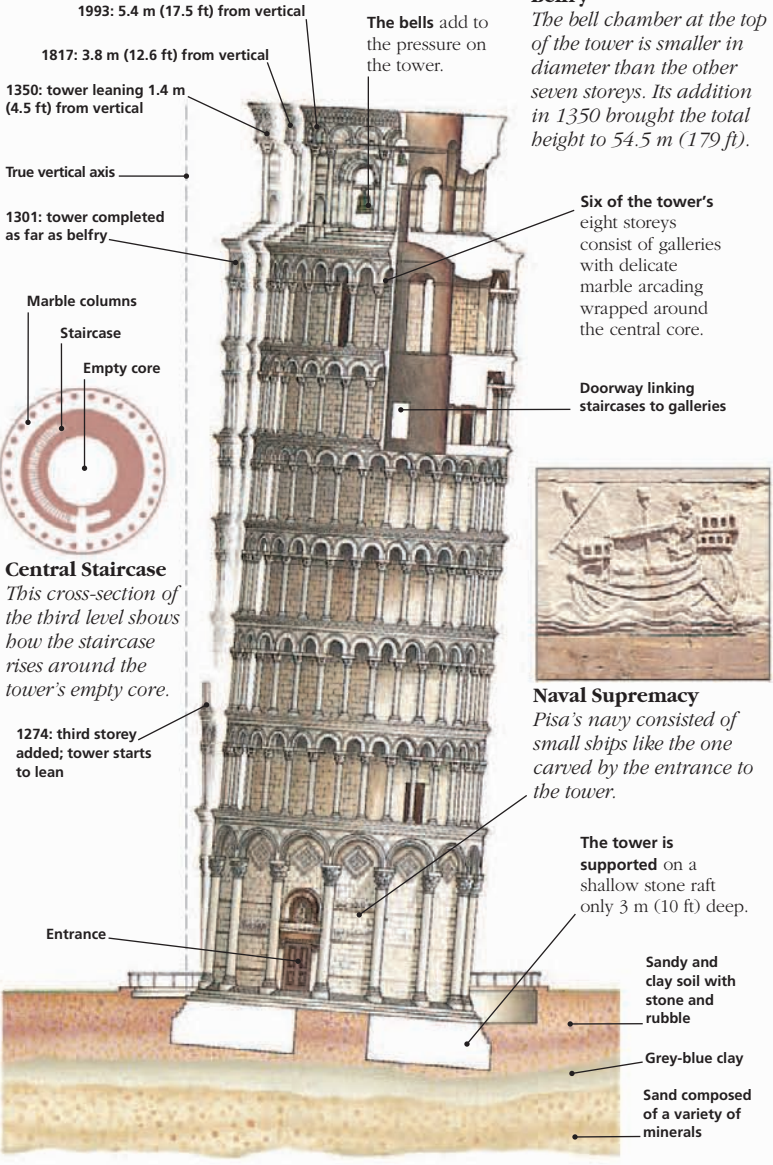 1993: 5.4 m (17.5 ft) from vertical
1817: 3.8 m (12.6 ft) from vertical
1350: tower leaning 1.4 m
(4.5 ft) from vertical
True vertical axis
1301: tower completed
as far as belfry
Marble columns
Staircase
Empty core
Central Staircase
This cross-section of
the third level shows
how the staircase
rises around the
tower's empty core.
1274: third storey
added; tower starts
to lean
Entrance
The bells add to
the pressure on
the tower.
Belfry
The bell chamber at the top
of the tower is smaller in
diameter than the other
seven storeys. Its addition
in 1350 brought the total
height to 54.5 m (179 ft).
Six of the tower's
eight storeys
consist of galleries
with delicate
marble arcading
wrapped around
the central core.
Doorway linking
staircases to galleries
Naval Supremacy
Pisa's navy consisted of
small ships like the one
carved by the entrance to
the tower.
The tower is
supported on a
shallow stone raft
only 3 m (10 ft) deep.
Sandy and
clay soil with
stone and
rubble
Grey-blue clay
Sand composed
of a variety of
minerals